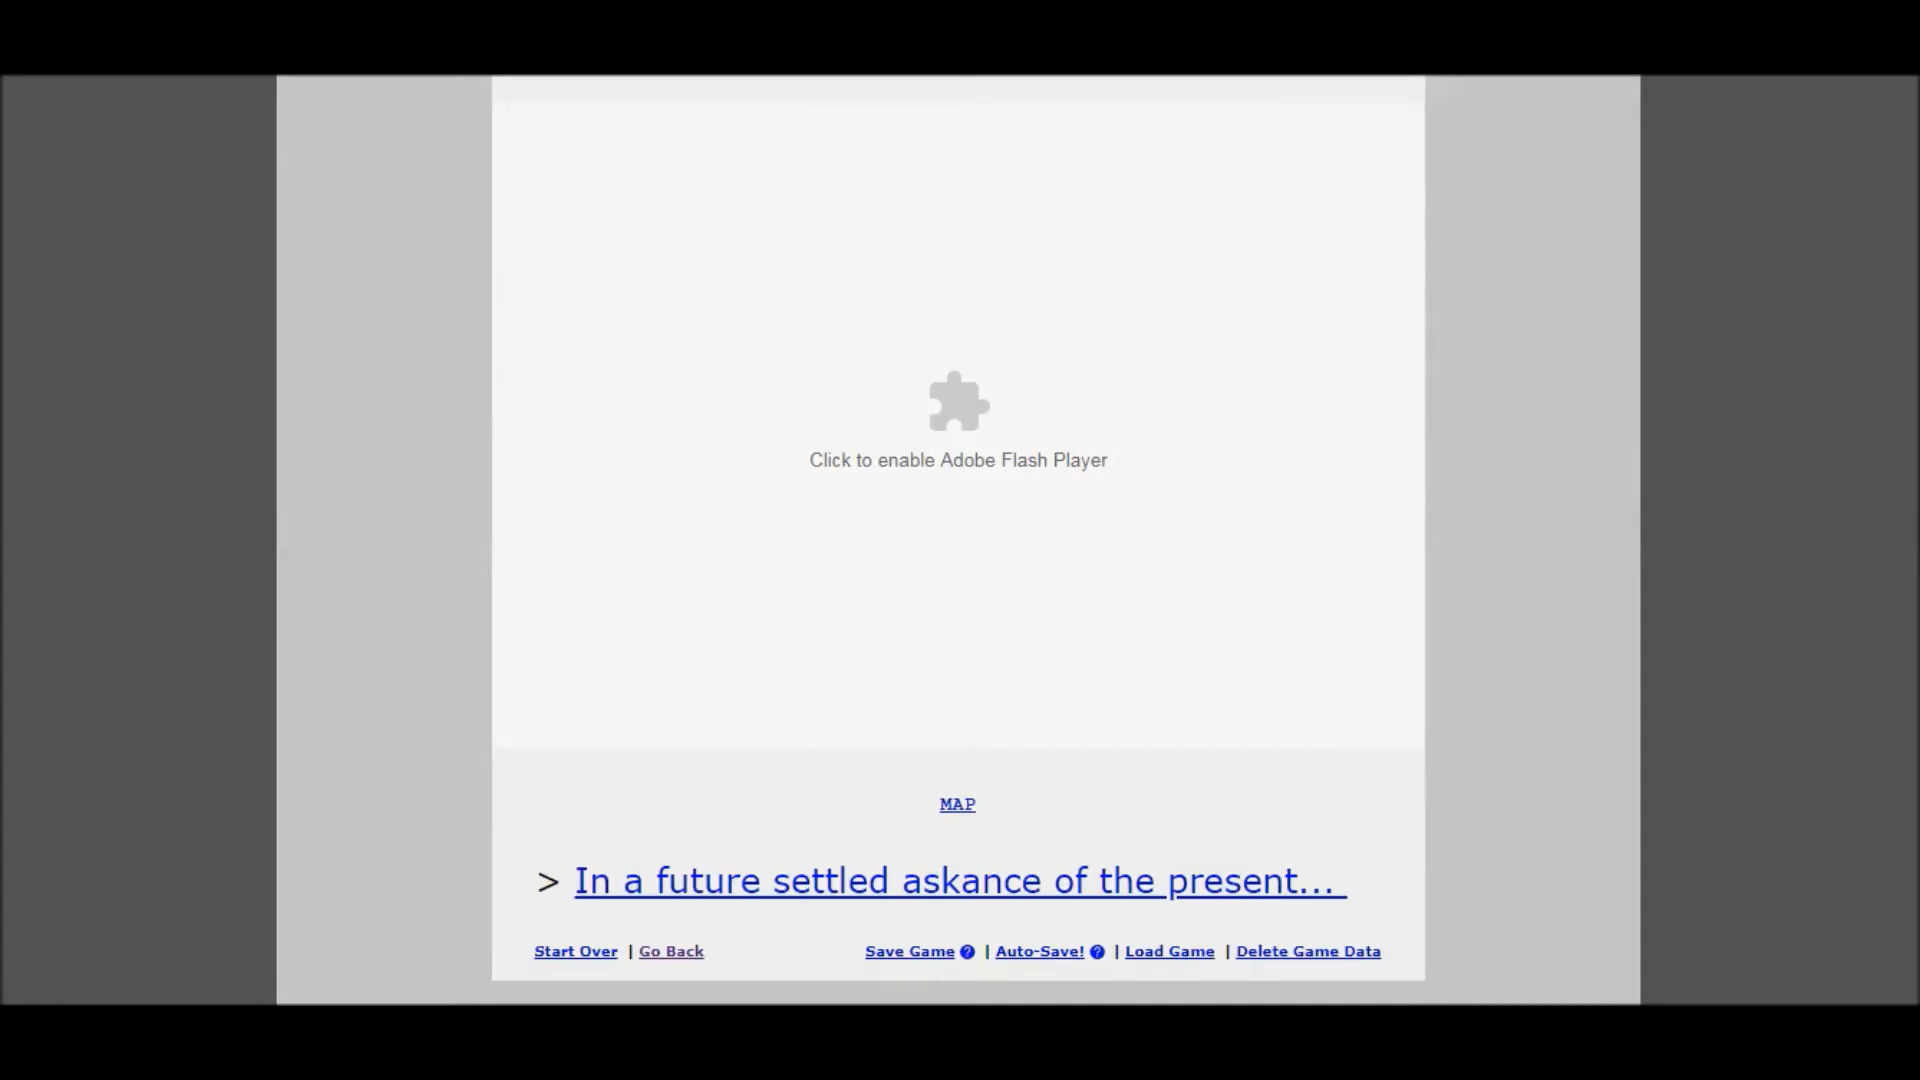 Click to enable Adobe Flash Player
MAP
> In a future settled askance of the present...
Start Over | Go Back Save Game ? | Auto-Save! ? | Load Game | Delete Game Data